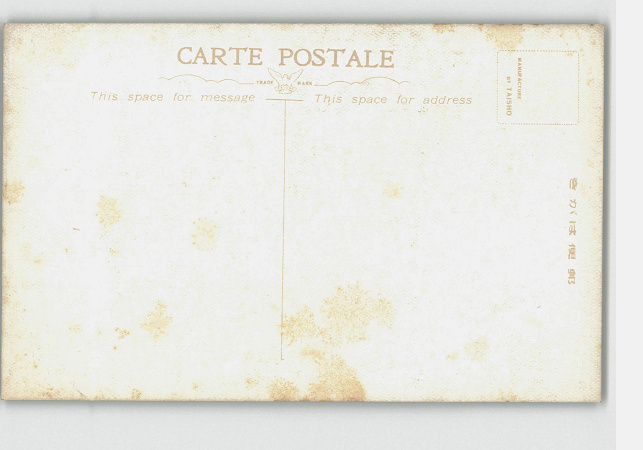 CARTE POSTALE
TRADE MARK
This space for message
This space for address
MANUFACTURE
BY TAISHO
きかﾞは便郵